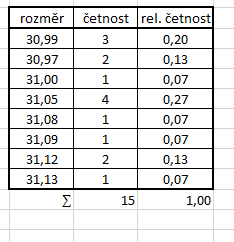 rozměr četnost rel. četnost
30,99 3 0,20
30,97 2 0,13
31,00 1 0,07
31,05 4 0,27
31,08 1 0,07
31,09 1 0,07
31,12 2 0,13
31,13 1 0,07
∑ 15 1,00